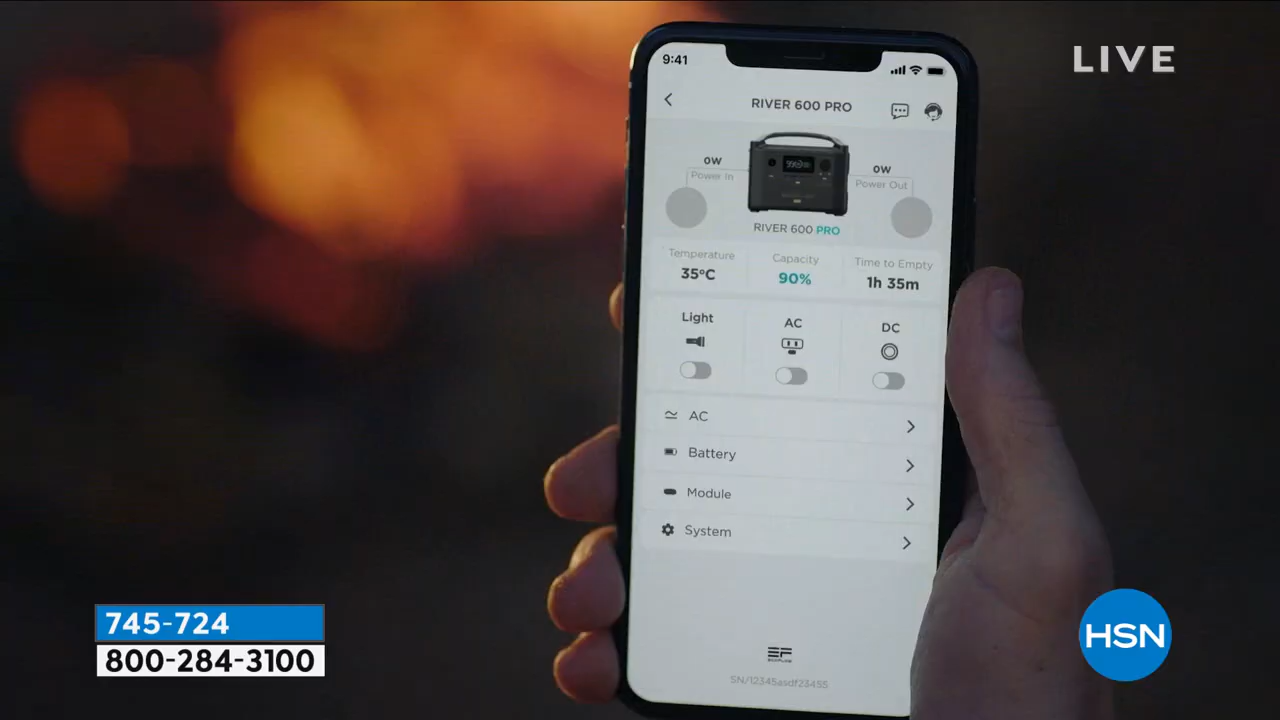 LIVE
9:41
RIVER 600 PRO
0W
Power In
0W
Power Out
RIVER 600 PRO
Temperature
35°C
Capacity
90%
Time to Empty
1h 35m
Light
AC
DC
AC
Battery
Module
System
EF
ECOFLOW
SN/12345asdf23455
745-724
800-284-3100
HSN